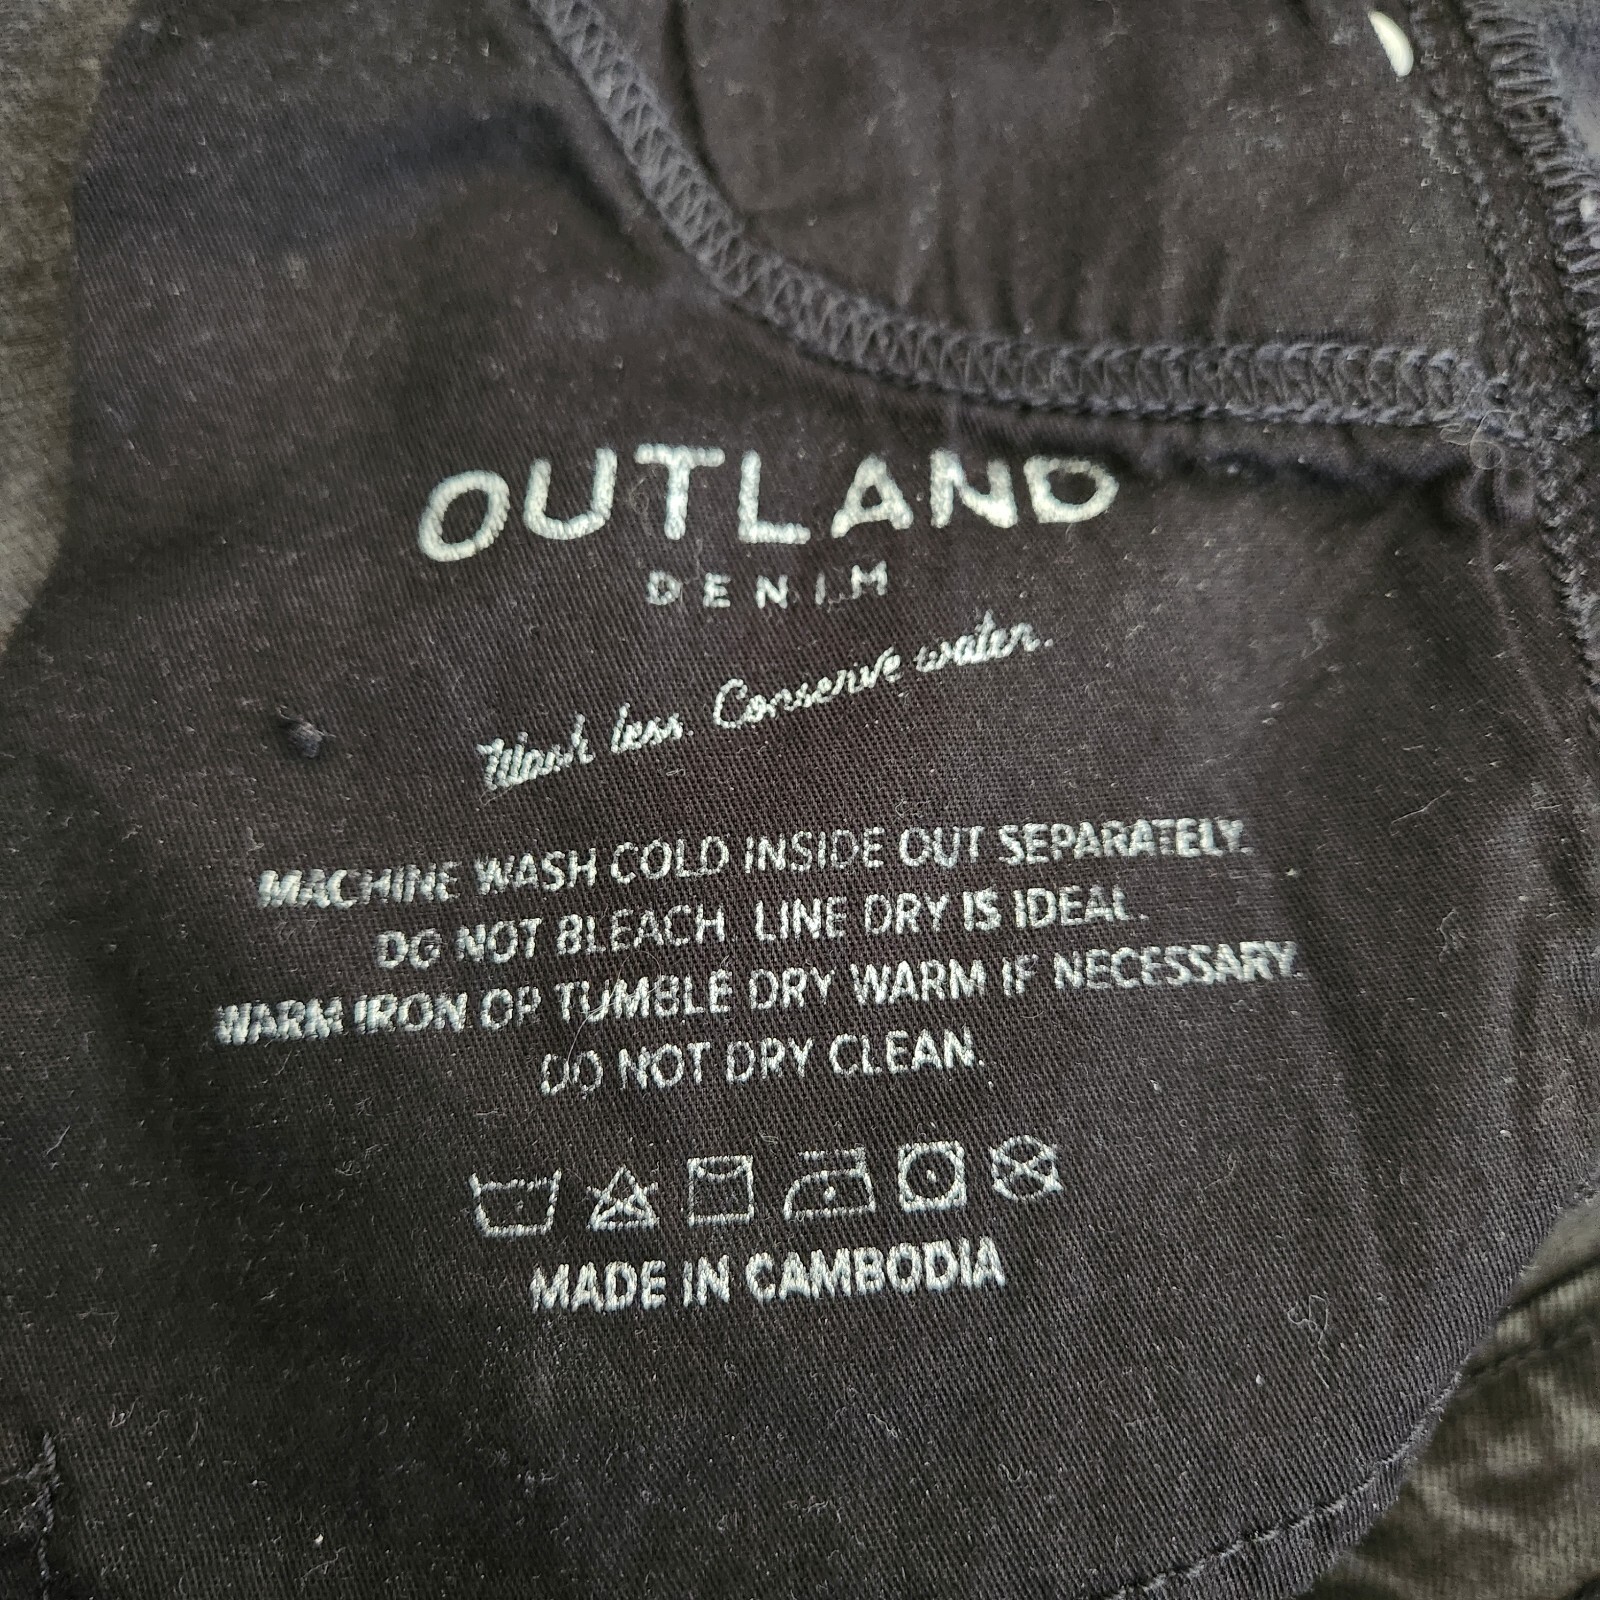 OUTLAND
DENIM
Wash less. Conserve water.
MACHINE WASH COLD INSIDE OUT SEPARATELY.
DO NOT BLEACH. LINE DRY IS IDEAL.
WARM IRON OR TUMBLE DRY WARM IF NECESSARY.
DO NOT DRY CLEAN.
MADE IN CAMBODIA